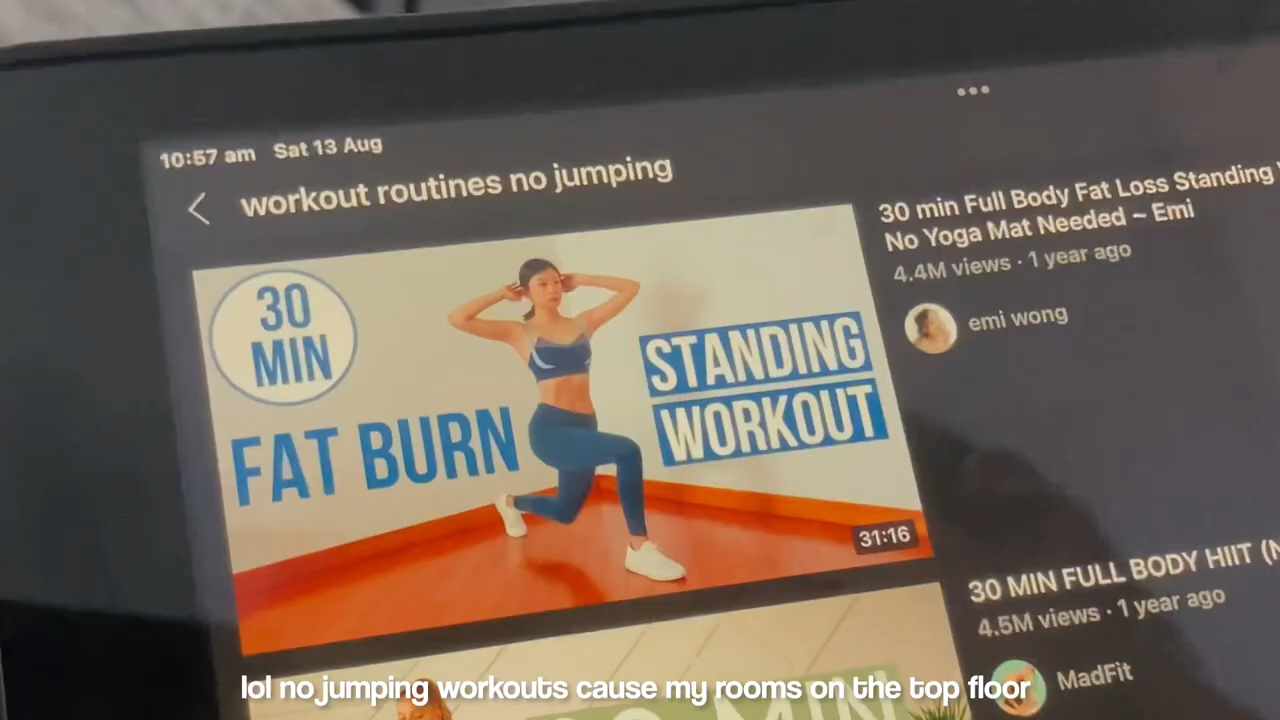 10:57 am Sat 13 Aug
workout routines no jumping
30
MIN
FAT BURN
STANDING
WORKOUT
31:16
30 min Full Body Fat Loss Standing
No Yoga Mat Needed ~ Emi
4.4M views · 1 year ago
emi wong
30 MIN FULL BODY HIIT
4.5M views · 1 year ago
MadFit
lol no jumping workouts cause my rooms on the top floor